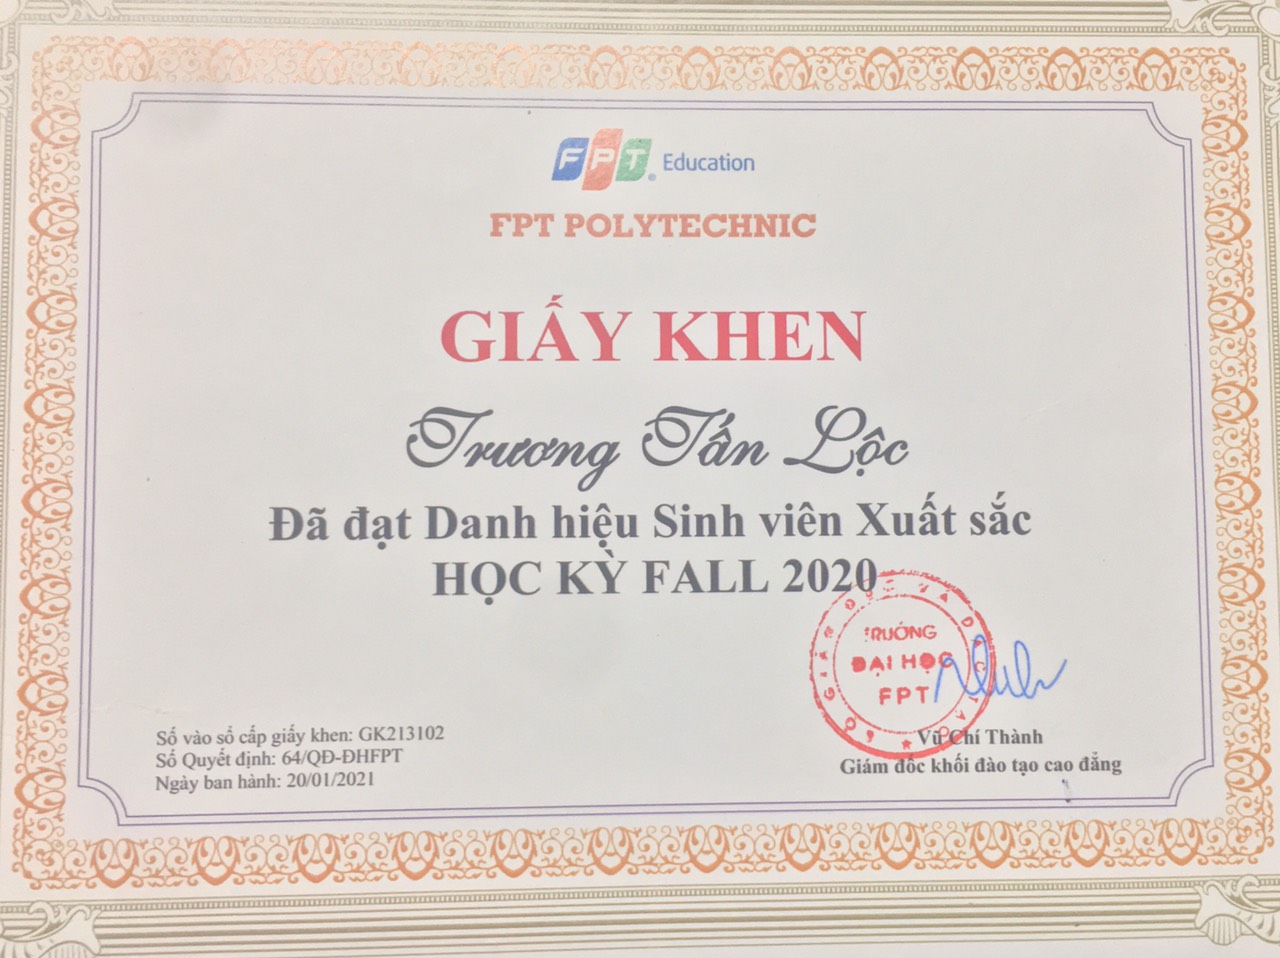 FPT Education
FPT POLYTECHNIC
GIẤY KHEN
Trương Tấn Lộc
Đã đạt Danh hiệu Sinh viên Xuất sắc
HỌC KỲ FALL 2020
TRƯỜNG
ĐẠI HỌC
FPT
Số vào sổ cấp giấy khen: GK213102
Số Quyết định: 64/QĐ-ĐHFPT
Ngày ban hành: 20/01/2021
Vũ Chí Thành
Giám đốc khối đào tạo cao đẳng